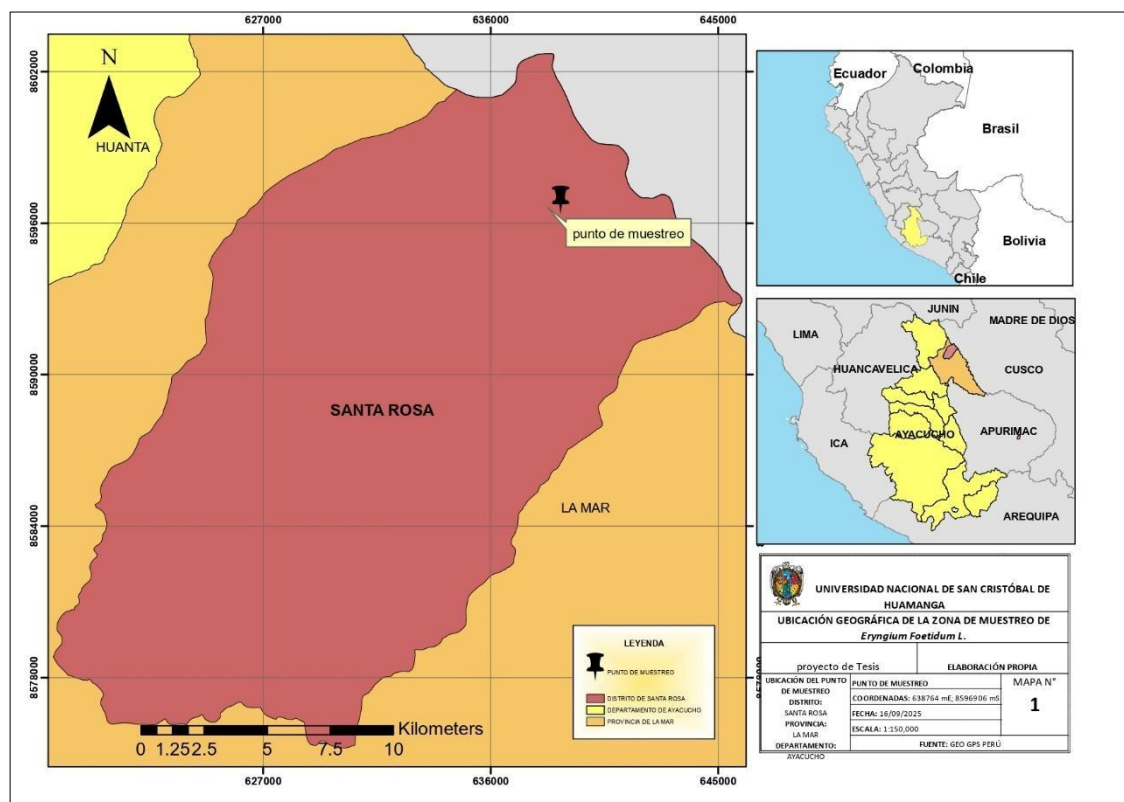 627000 636000 645000
8602000
8596000
8590000
8584000
8578000
N
HUANTA
punto de muestreo
SANTA ROSA
LA MAR
Kilometers
0 1.25 2.5 5 7.5 10
LEYENDA
PUNTO DE MUESTREO
DISTRITO DE SANTA ROSA
DEPARTAMENTO DE AYACUCHO
PROVINCIA DE LA MAR
627000 636000 645000
8578000
Ecuador
Colombia
Brasil
Bolivia
Chile
JUNIN
MADRE DE DIOS
LIMA
HUANCAVELICA
CUSCO
ICA
AYACUCHO
APURIMAC
AREQUIPA
UNIVERSIDAD NACIONAL DE SAN CRISTÓBAL DE
HUAMANGA
UBICACIÓN GEOGRÁFICA DE LA ZONA DE MUESTREO DE
Eryngium Foetidum L.
proyecto de Tesis
ELABORACIÓN PROPIA
UBICACIÓN DEL PUNTO
DE MUESTREO
DISTRITO:
SANTA ROSA
PROVINCIA:
LA MAR
DEPARTAMENTO:
AYACUCHO
PUNTO DE MUESTREO
COORDENADAS: 638764 mE; 8596906 mS
FECHA: 16/09/2025
ESCALA: 1:150,000
FUENTE: GEO GPS PERÚ
MAPA N°
1